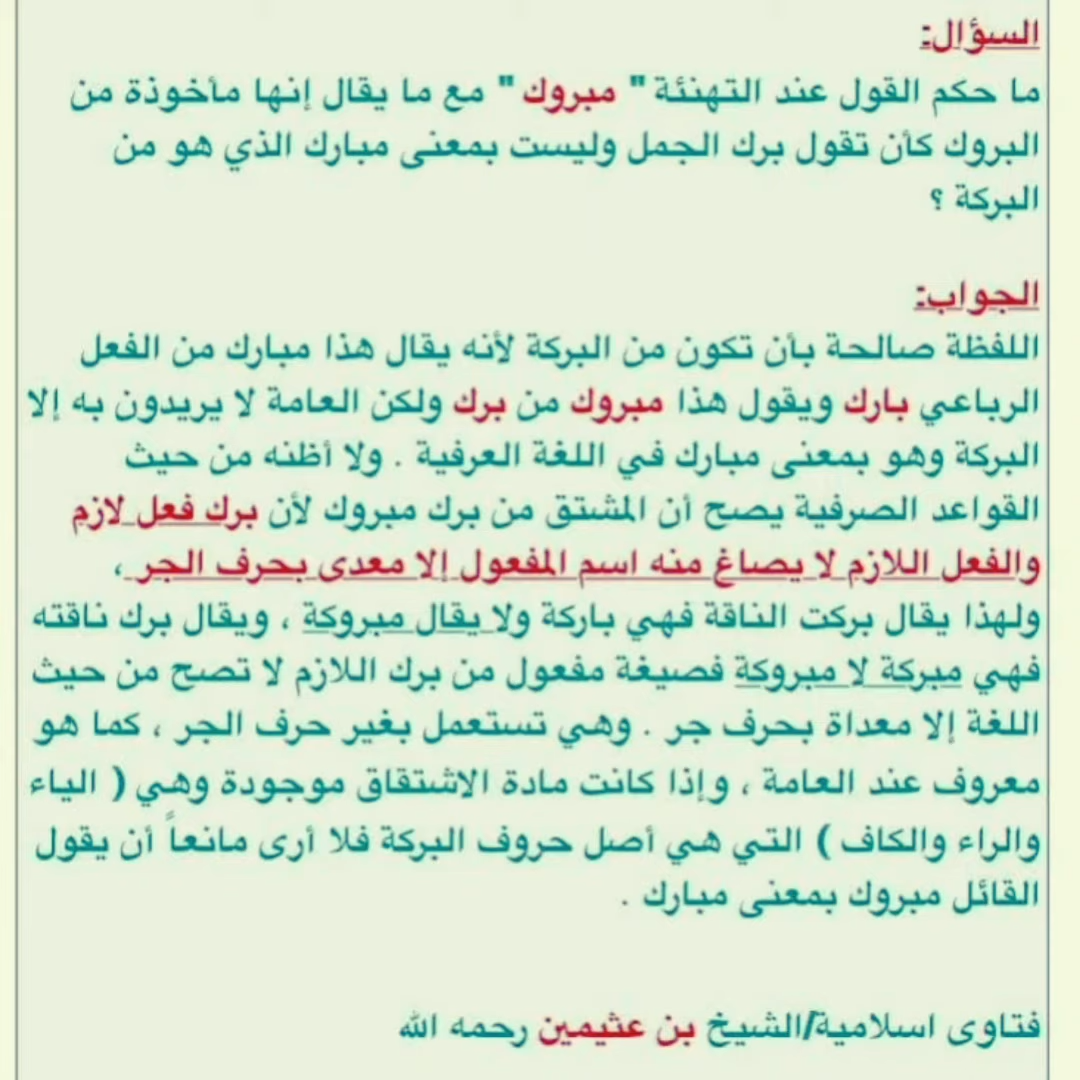 السؤال:
ما حكم القول عند التهنئة " مبروك " مع ما يقال إنها مأخوذة من
البروك كأن تقول برك الجمل وليست بمعنى مبارك الذي هو من
البركة ؟
الجواب:
اللفظة صالحة بأن تكون من البركة لأنه يقال هذا مبارك من الفعل
الرباعي بارك ويقول هذا مبروك من برك ولكن العامة لا يريدون به إلا
البركة وهو بمعنى مبارك في اللغة العرفية . ولا أظنه من حيث
القواعد الصرفية يصح أن المشتق من برك مبروك لأن برك فعل لازم
والفعل اللازم لا يصاغ منه اسم المفعول إلا معدى بحرف الجر ،
ولهذا يقال بركت الناقة فهي باركة ولا يقال مبروكة ، ويقال برك ناقته
فهي مبركة لا مبروكة فصيغة مفعول من برك اللازم لا تصح من حيث
اللغة إلا معداة بحرف جر . وهي تستعمل بغير حرف الجر ، كما هو
معروف عند العامة ، وإذا كانت مادة الاشتقاق موجودة وهي ( الياء
والراء والكاف ) التي هي أصل حروف البركة فلا أرى مانعاً أن يقول
القائل مبروك بمعنى مبارك .
فتاوى اسلامية/الشيخ بن عثيمين رحمه الله